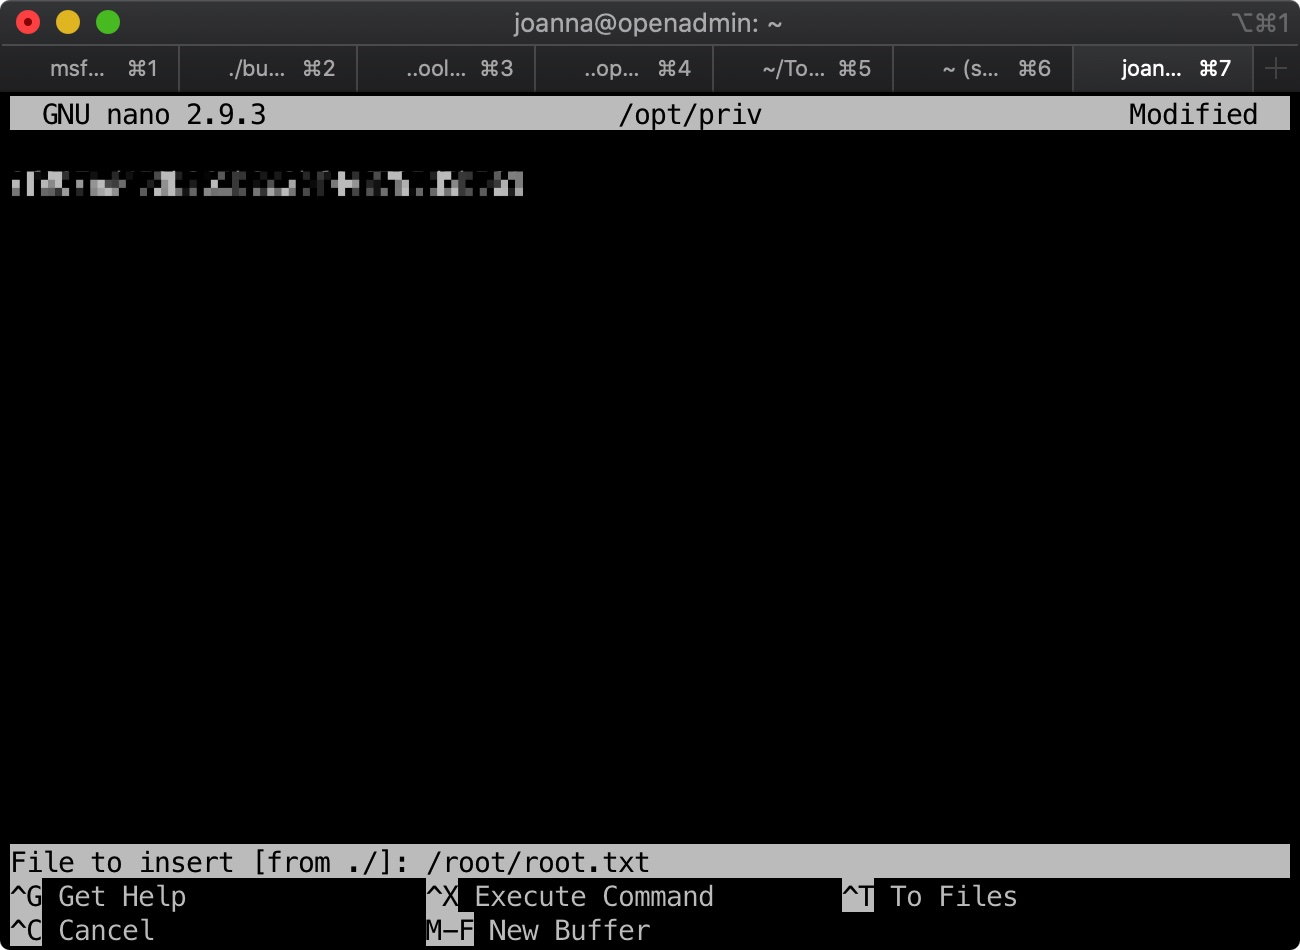 joanna@openadmin: ~
⌥⌘1
msf... ⌘1
./bu... ⌘2
..ool... ⌘3
..op... ⌘4
~/To... ⌘5
~ (s... ⌘6
joan... ⌘7
GNU nano 2.9.3 /opt/priv Modified
File to insert [from ./]: /root/root.txt
^G Get Help ^X Execute Command ^T To Files
^C Cancel M-F New Buffer